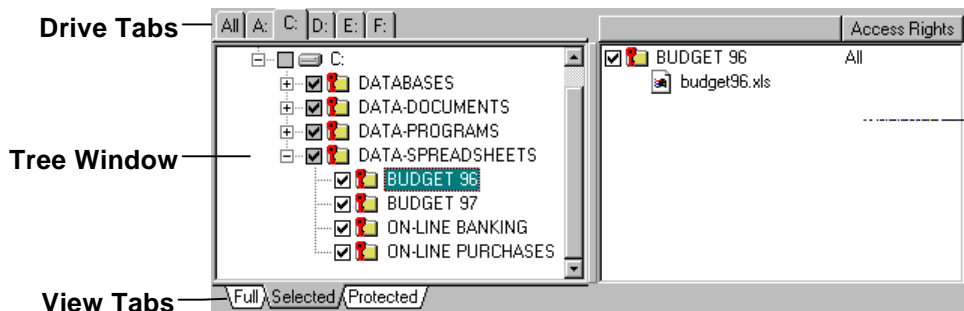 Drive Tabs
All A: C: D: E: F:
Access Rights
C:
DATABASES
DATA-DOCUMENTS
DATA-PROGRAMS
Tree Window
DATA-SPREADSHEETS
BUDGET 96
BUDGET 97
ON-LINE BANKING
ON-LINE PURCHASES
BUDGET 96 All
budget96.xls
View Tabs
Full Selected Protected